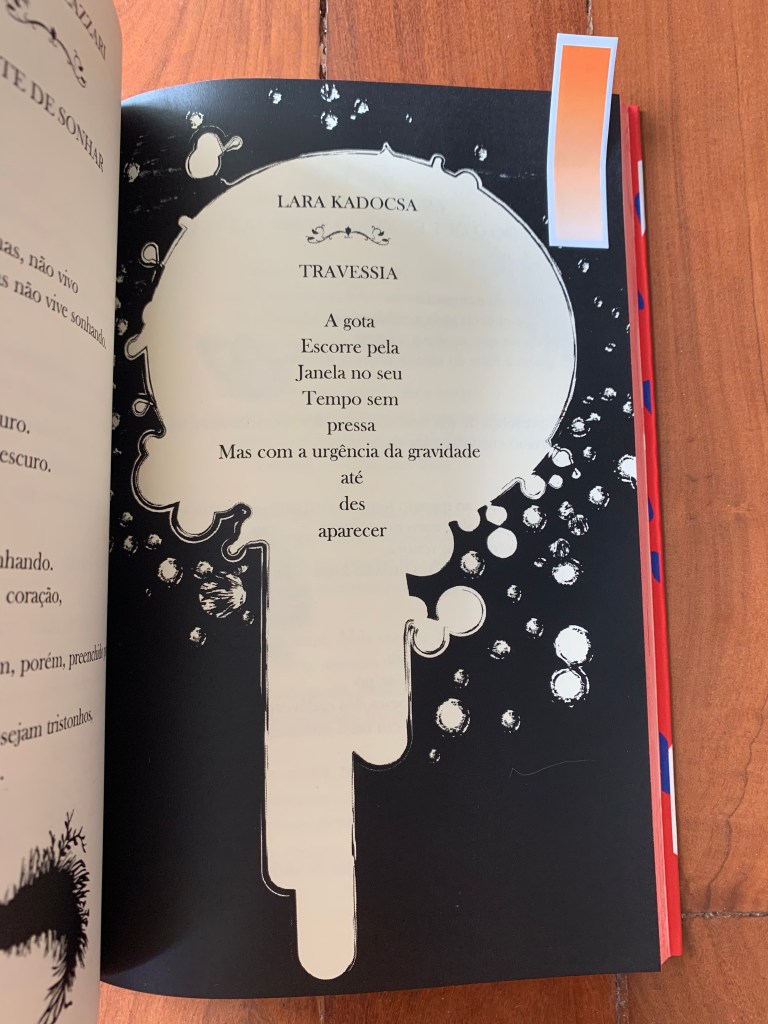 AZZARI
TE DE SONHAR
não vivo
s não vive sonhando.
uro.
escuro.
nhando.
coração,
m, porém, preenchido
sejam tristonhos.
LARA KADOCSA
TRAVESSIA
A gota
Escorre pela
Janela no seu
Tempo sem
pressa
Mas com a urgência da gravidade
até
des
aparecer